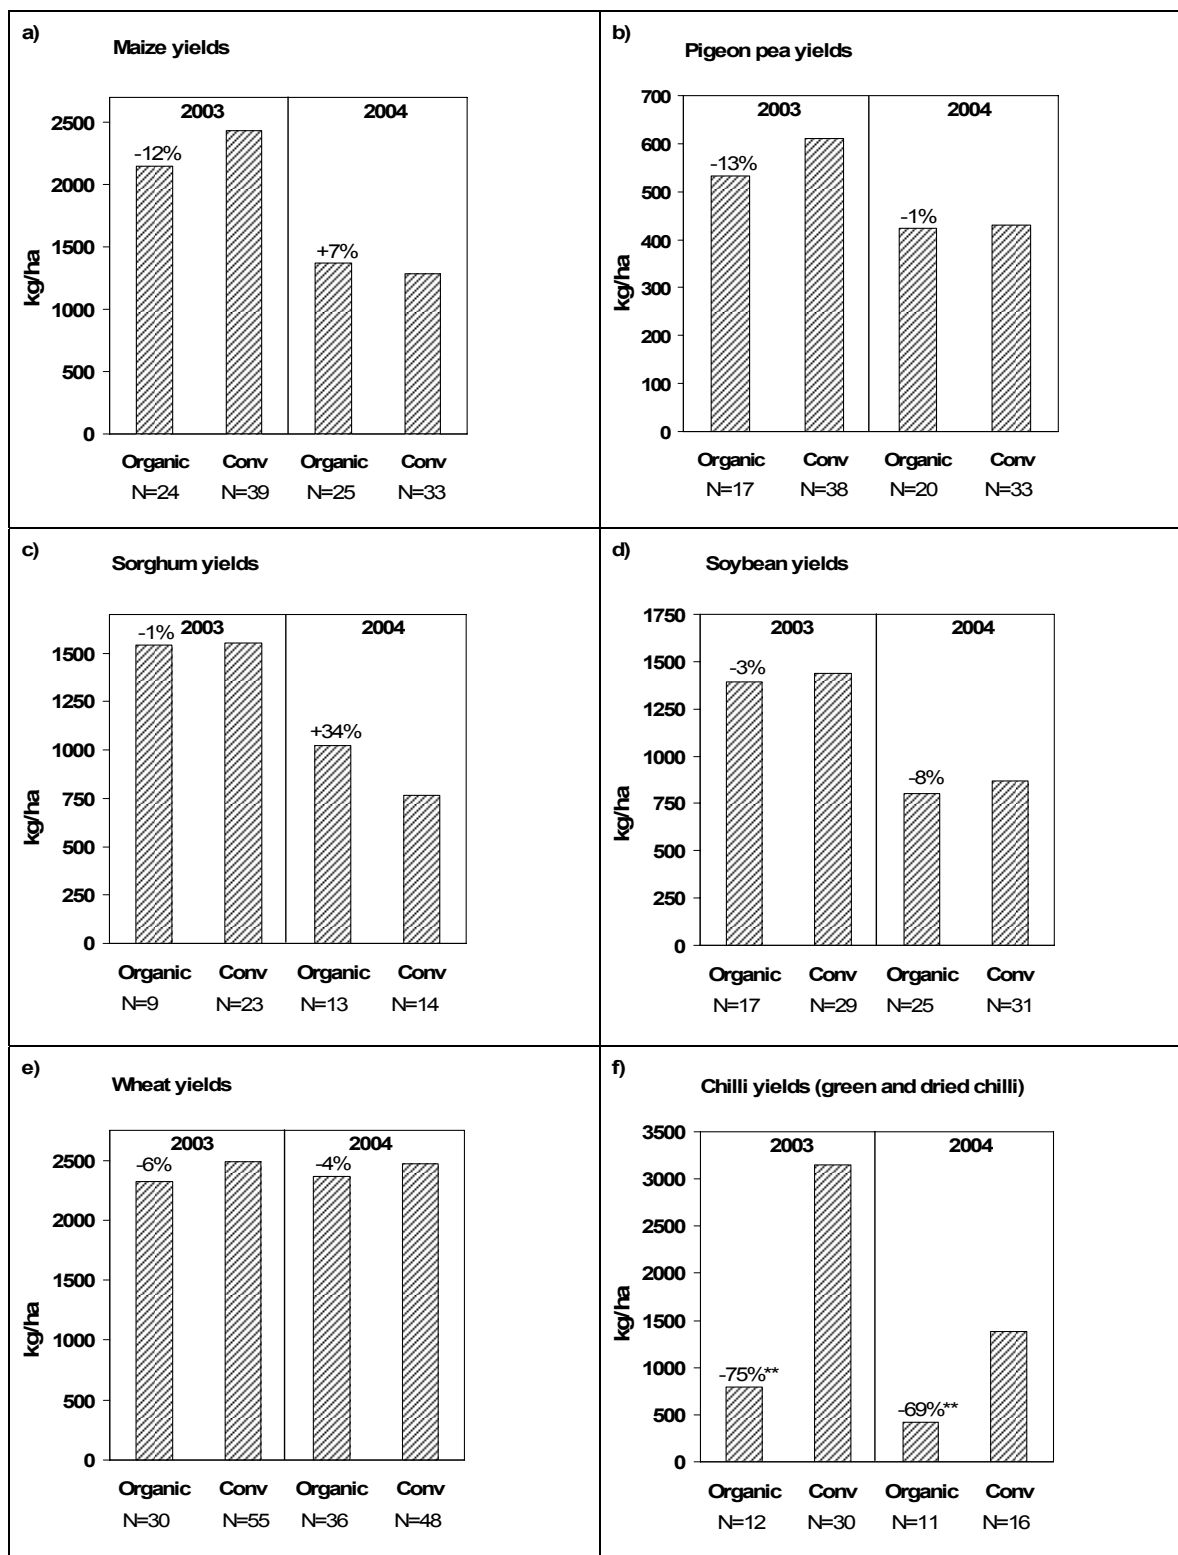 a)
Maize yields
2003 2004
kg/ha
2500
2000
1500
1000
500
0
-12%
+7%
Organic Conv Organic Conv
N=24 N=39 N=25 N=33
b)
Pigeon pea yields
2003 2004
kg/ha
700
600
500
400
300
200
100
0
-13%
-1%
Organic Conv Organic Conv
N=17 N=38 N=20 N=33
c)
Sorghum yields
2003 2004
kg/ha
1500
1250
1000
750
500
250
0
-1%
+34%
Organic Conv Organic Conv
N=9 N=23 N=13 N=14
d)
Soybean yields
2003 2004
kg/ha
1750
1500
1250
1000
750
500
250
0
-3%
-8%
Organic Conv Organic Conv
N=17 N=29 N=25 N=31
e)
Wheat yields
2003 2004
kg/ha
2500
2000
1500
1000
500
0
-6%
-4%
Organic Conv Organic Conv
N=30 N=55 N=36 N=48
f)
Chilli yields (green and dried chilli)
2003 2004
kg/ha
3500
3000
2500
2000
1500
1000
500
0
-75%**
-69%**
Organic Conv Organic Conv
N=12 N=30 N=11 N=16